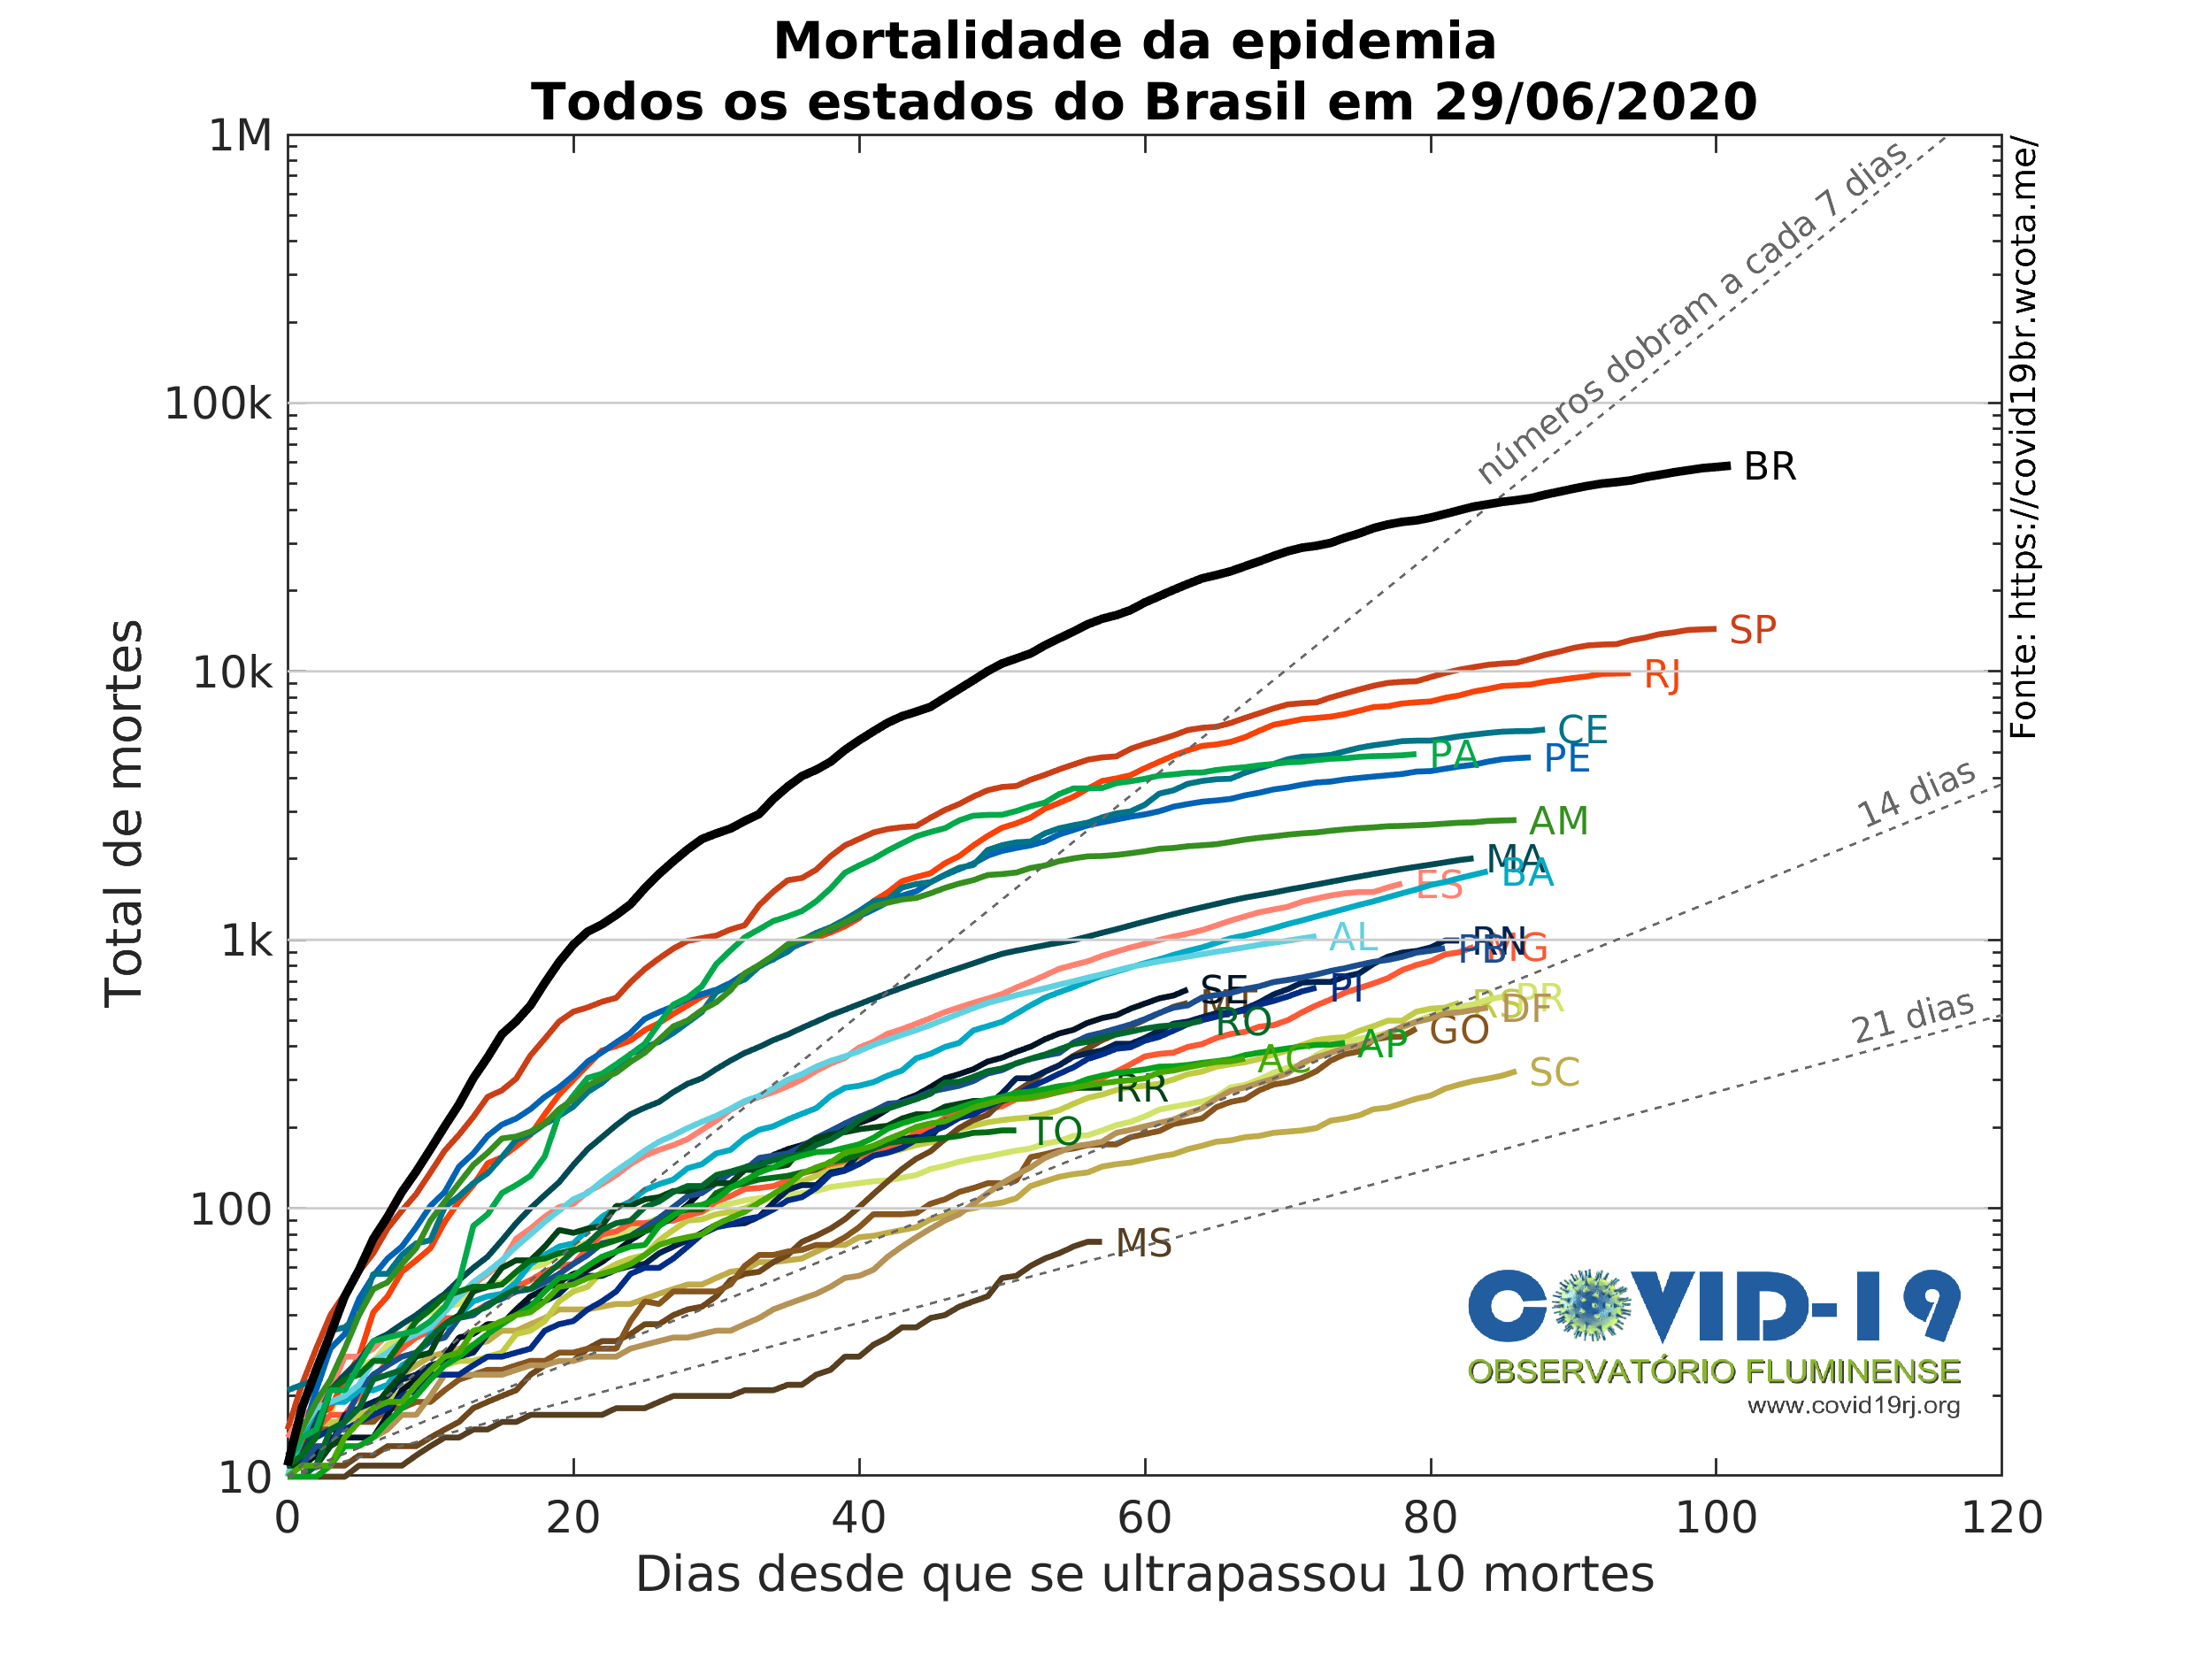 Mortalidade da epidemia
Todos os estados do Brasil em 29/06/2020
1M
100k
10k
1k
100
10
Total de mortes
0 20 40 60 80 100 120
Dias desde que se ultrapassou 10 mortes
Fonte: https://covid19br.wcota.me/
números dobram a cada 7 dias
14 dias
21 dias
BR
SP
RJ
CE
PA
PE
AM
MA
BA
ES
AL
RN
PB
MG
SE
MT
PI
RO
RS
PR
DF
GO
AP
AC
SC
RR
TO
MS
COVID-19
OBSERVATÓRIO FLUMINENSE
www.covid19rj.org